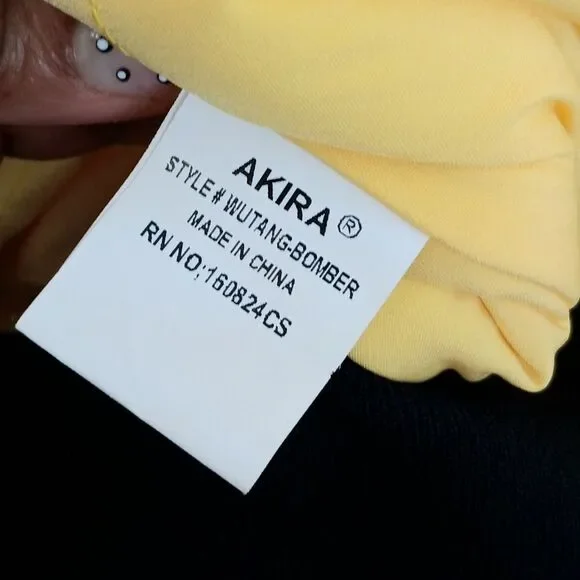 AKIRA®
STYLE# WUTANG-BOMBER
MADE IN CHINA
RN NO;160824CS